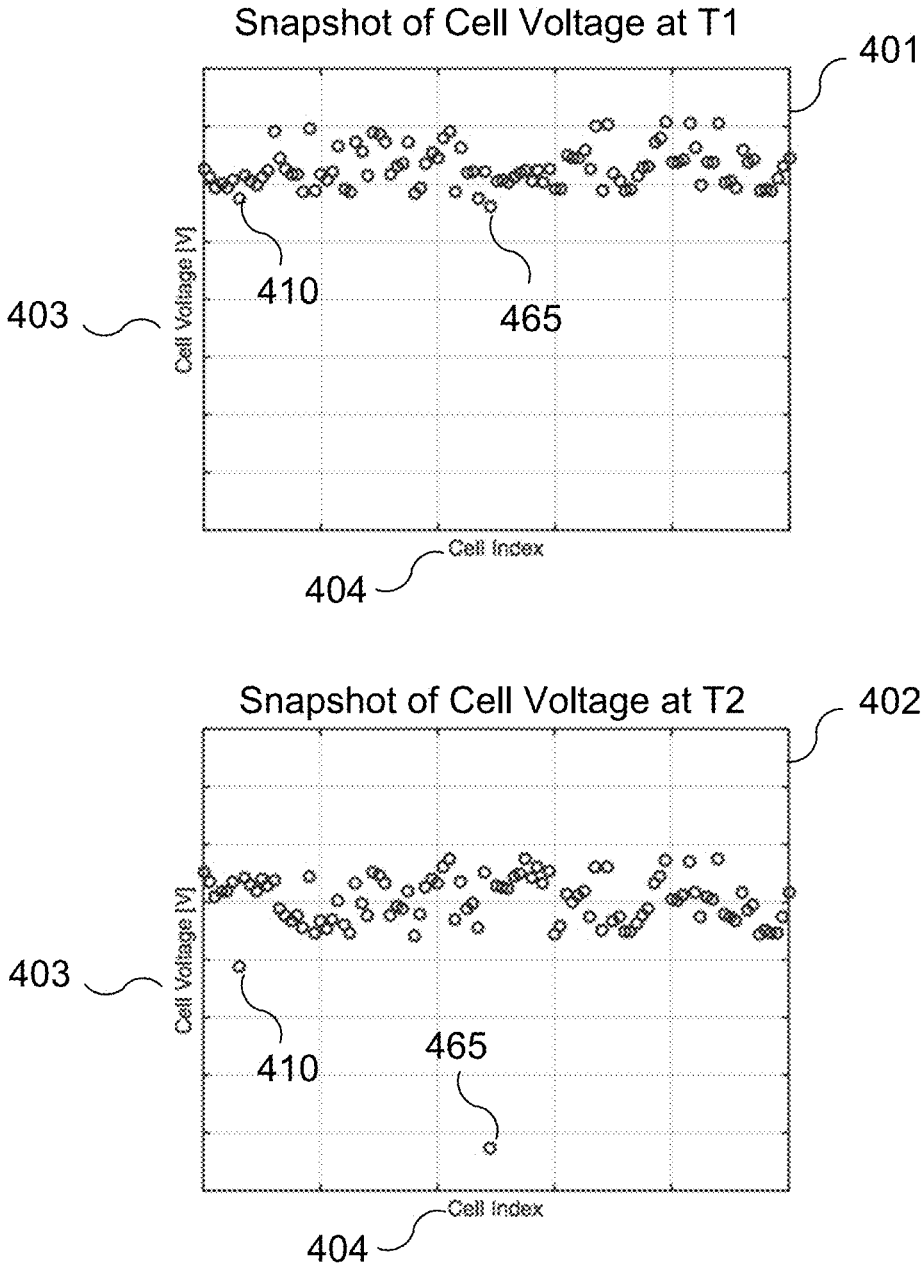 Snapshot of Cell Voltage at T1
401
410
465
403
Cell Voltage [V]
Cell Index
404
Snapshot of Cell Voltage at T2
402
403
Cell Voltage [V]
410
465
Cell Index
404